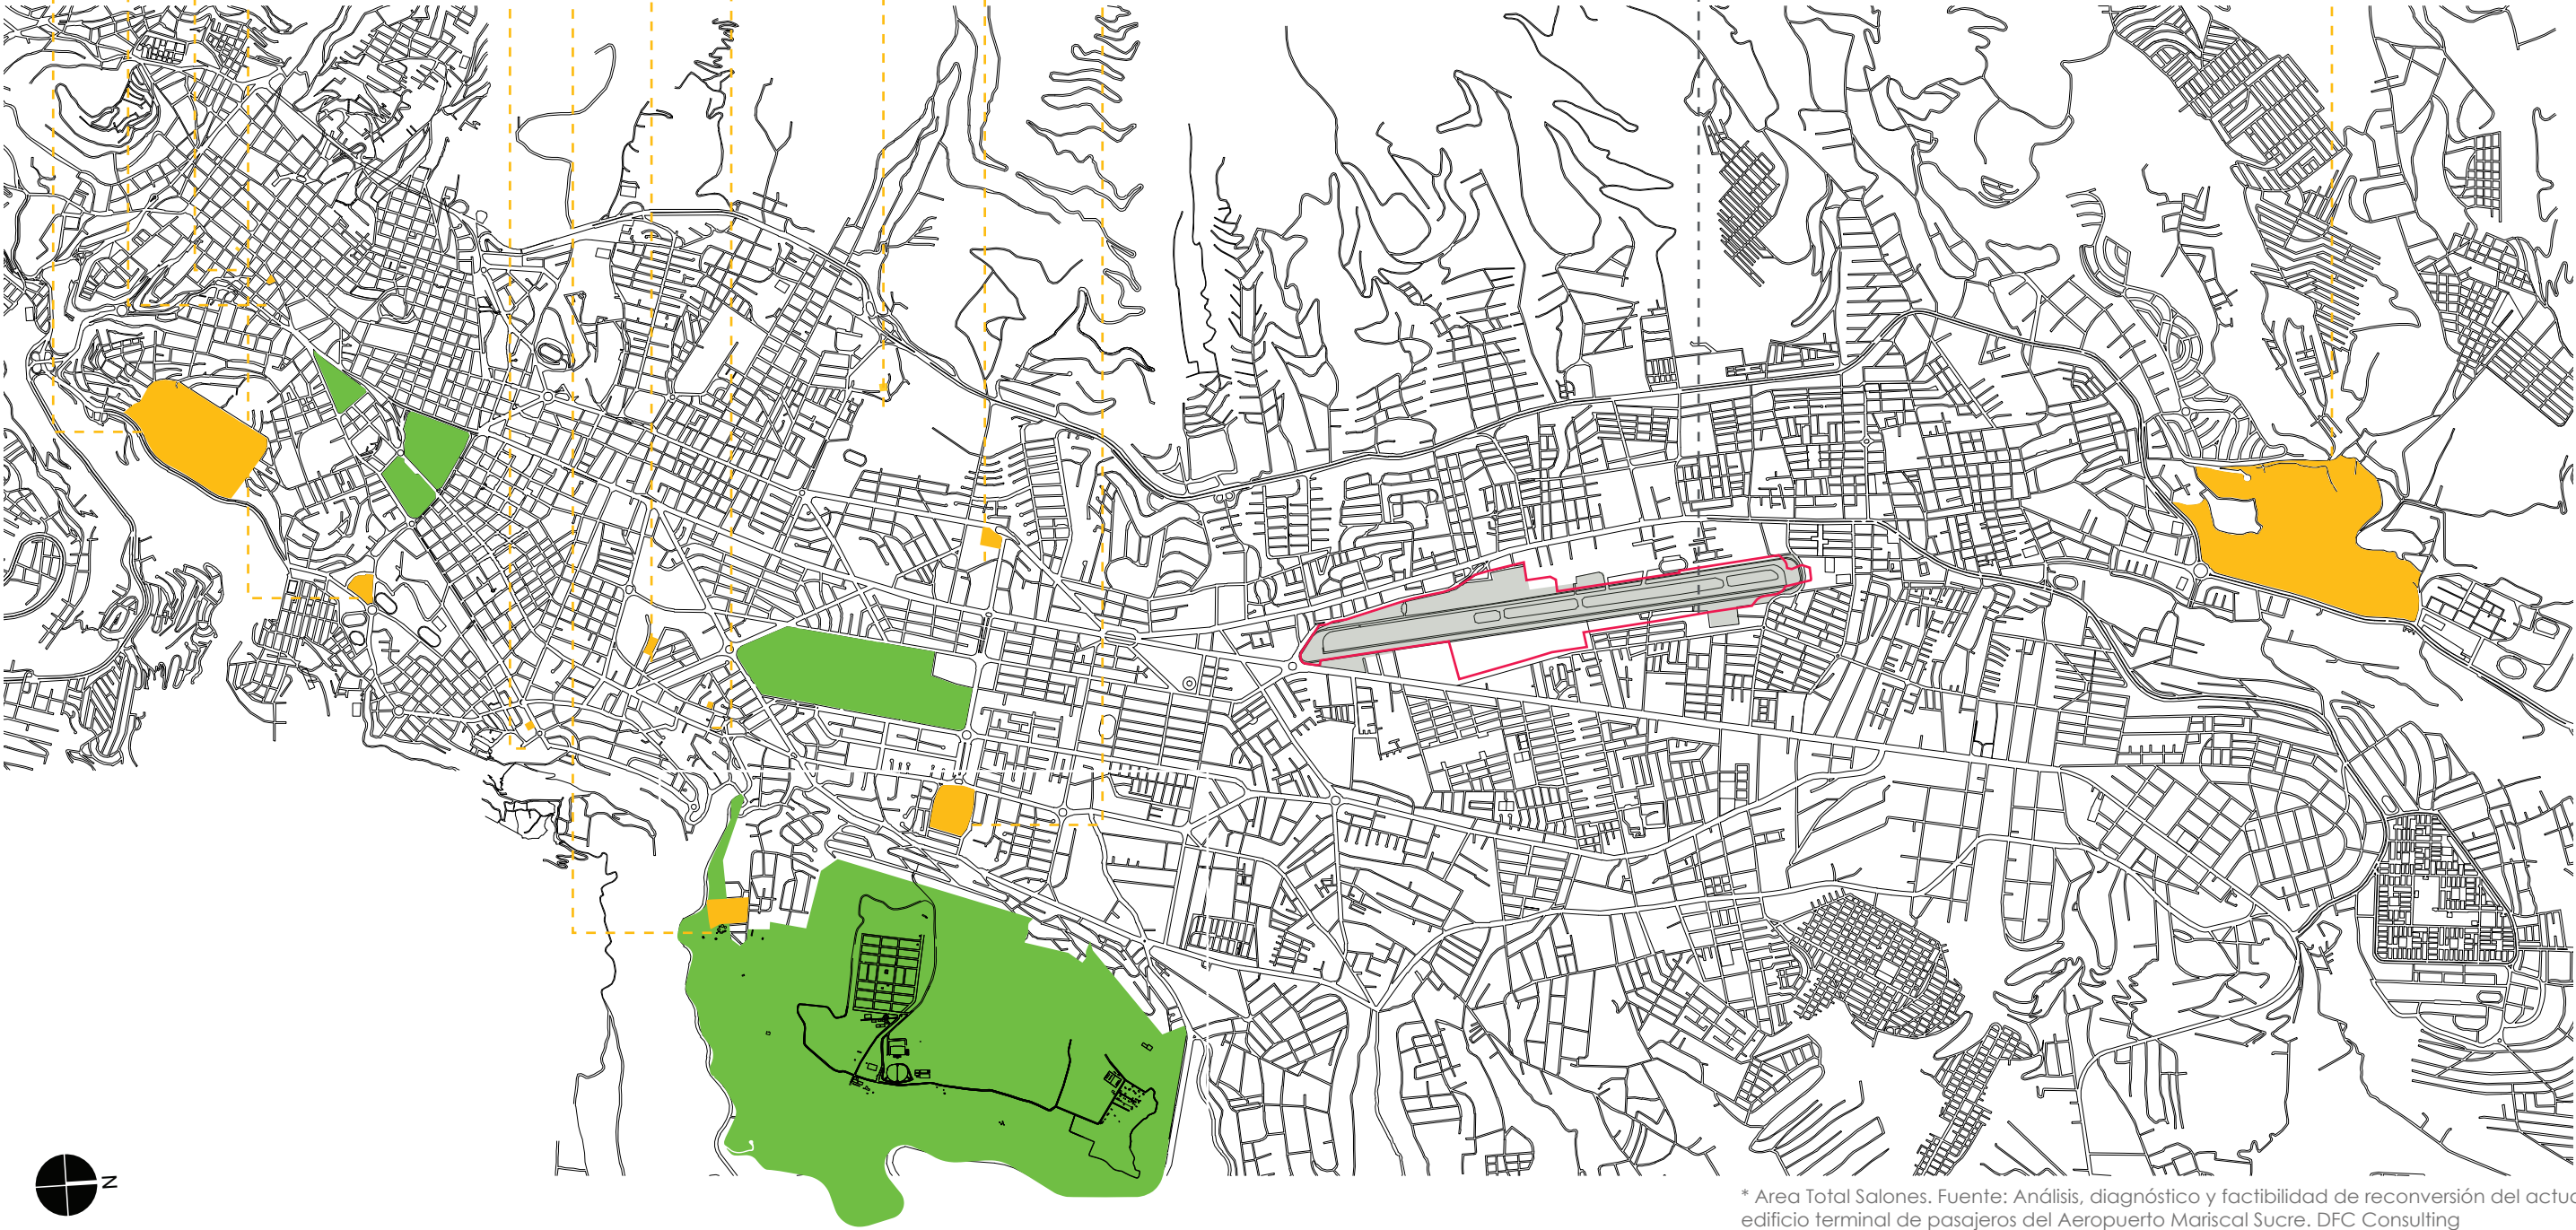 N
* Area Total Salones. Fuente: Análisis, diagnóstico y factibilidad de reconversión del actu
edificio terminal de pasajeros del Aeropuerto Mariscal Sucre. DFC Consulting